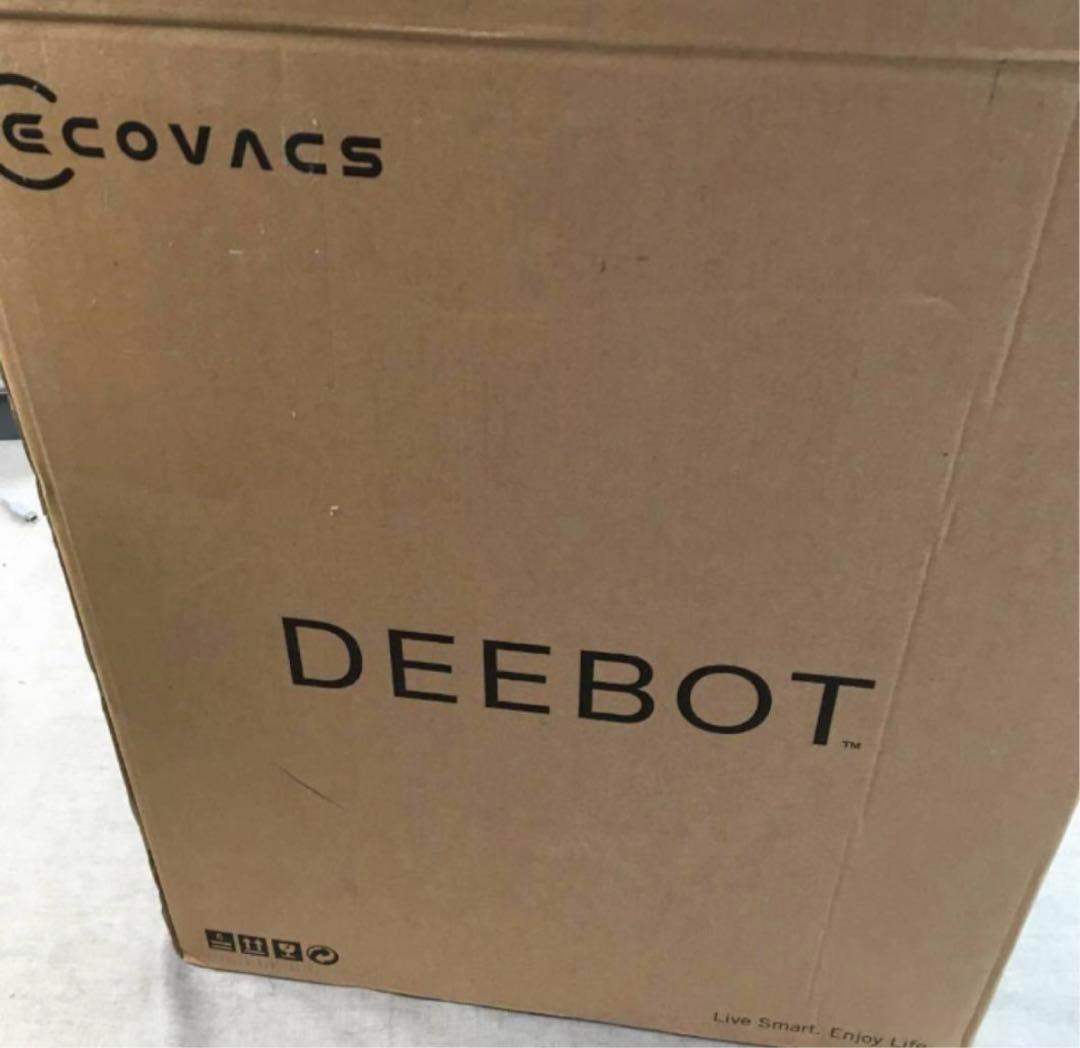 ECOVACS
DEEBOT™
Live Smart. Enjoy Life